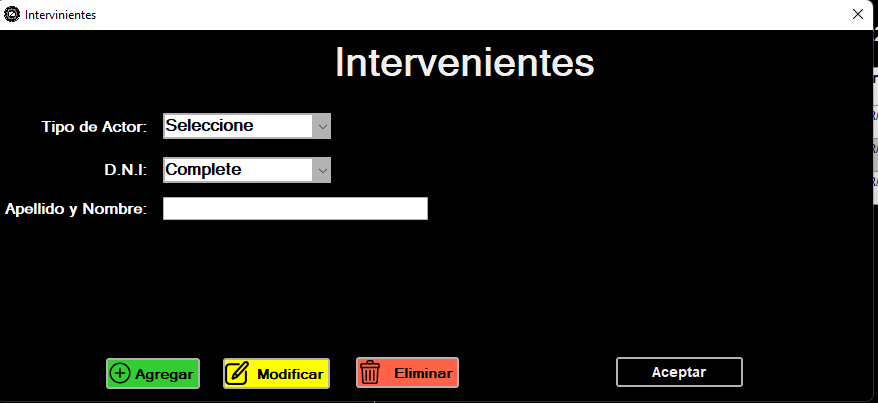 Intervinientes
Intervenientes
Tipo de Actor: Seleccione
D.N.I: Complete
Apellido y Nombre:
Agregar Modificar Eliminar Aceptar